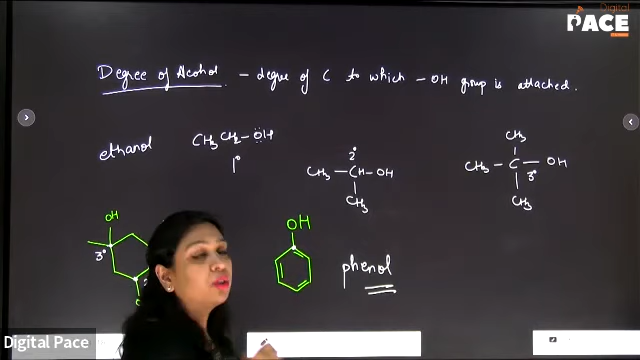 Digital
PACE
Degree of Alcohol - degree of C to which - OH group is attached.
ethanol CH3 CH2 - OH
1°
CH3 - CH - OH
2°
CH3
CH3
CH3 - C - OH
3°
CH3
OH
3°
OH
phenol
Digital Pace